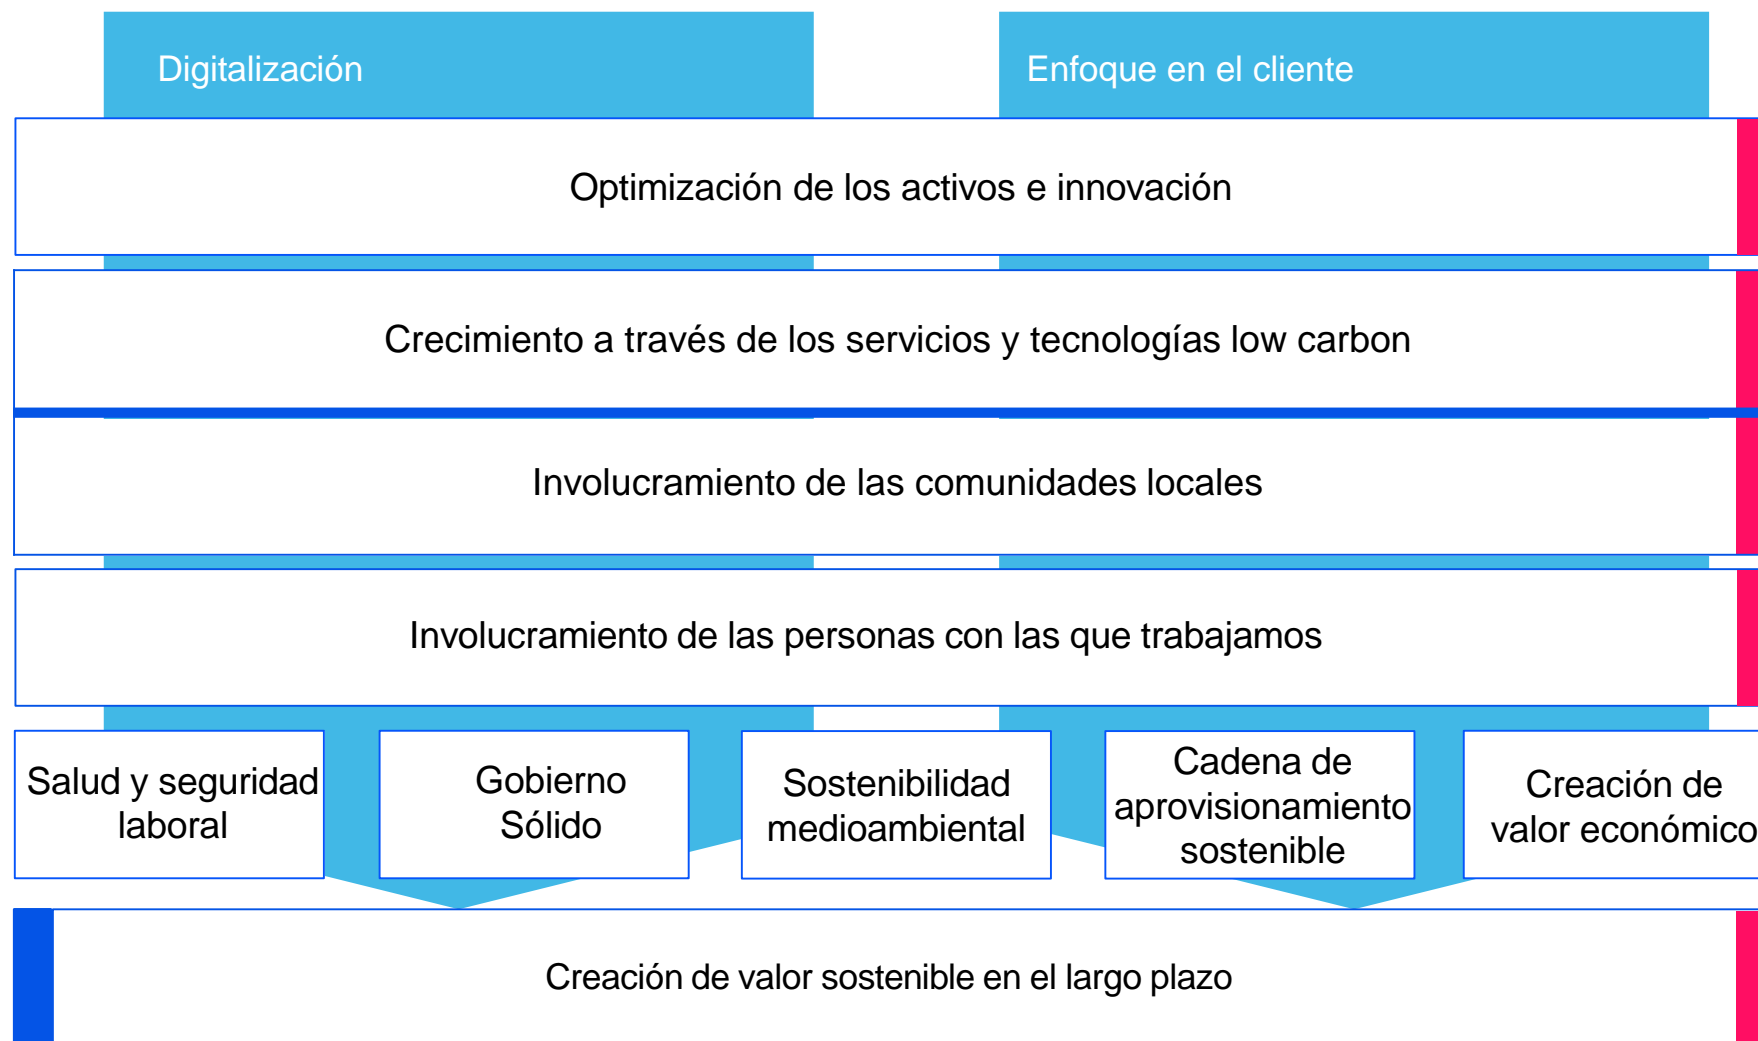 Digitalización
Enfoque en el cliente
Optimización de los activos e innovación
Crecimiento a través de los servicios y tecnologías low carbon
Involucramiento de las comunidades locales
Involucramiento de las personas con las que trabajamos
Salud y seguridad
laboral
Gobierno
Sólido
Sostenibilidad
medioambiental
Cadena de
aprovisionamiento
sostenible
Creación de
valor económico
Creación de valor sostenible en el largo plazo